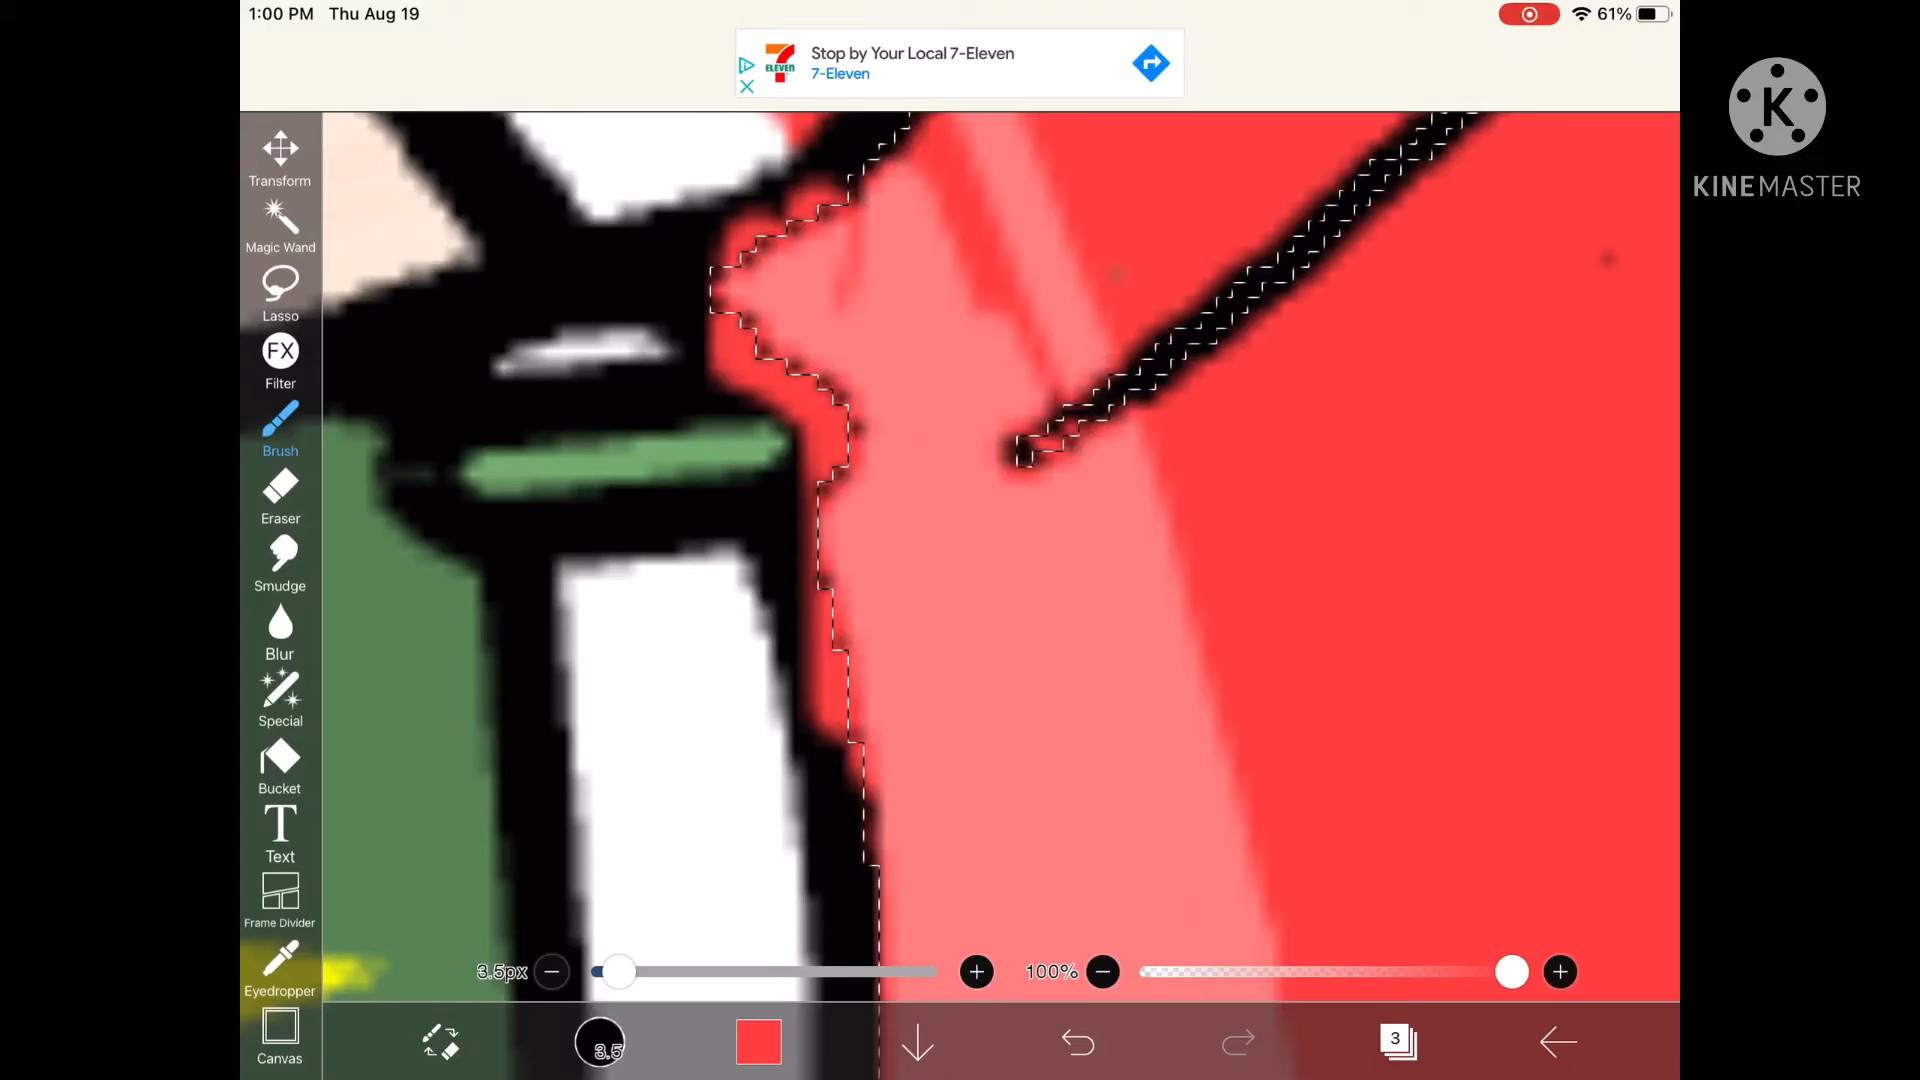 1:00 PM Thu Aug 19
61%
7 ELEVEN
Stop by Your Local 7-Eleven
7-Eleven
K
KINEMASTER
Transform
Magic Wand
Lasso
FX
Filter
Brush
Eraser
Smudge
Blur
Special
Bucket
T
Text
Frame Divider
Eyedropper
Canvas
3.5px
100%
3.5
3